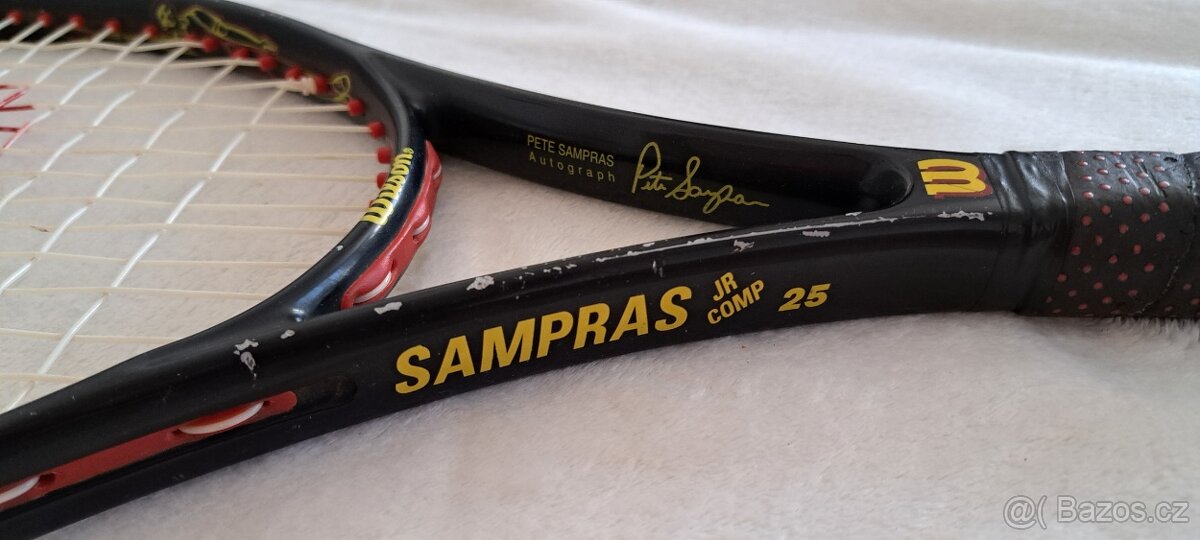 PETE SAMPRAS
Autograph
Pete Sampras
Wilson
W
SAMPRAS
JR
COMP
25
@( Bazos.cz